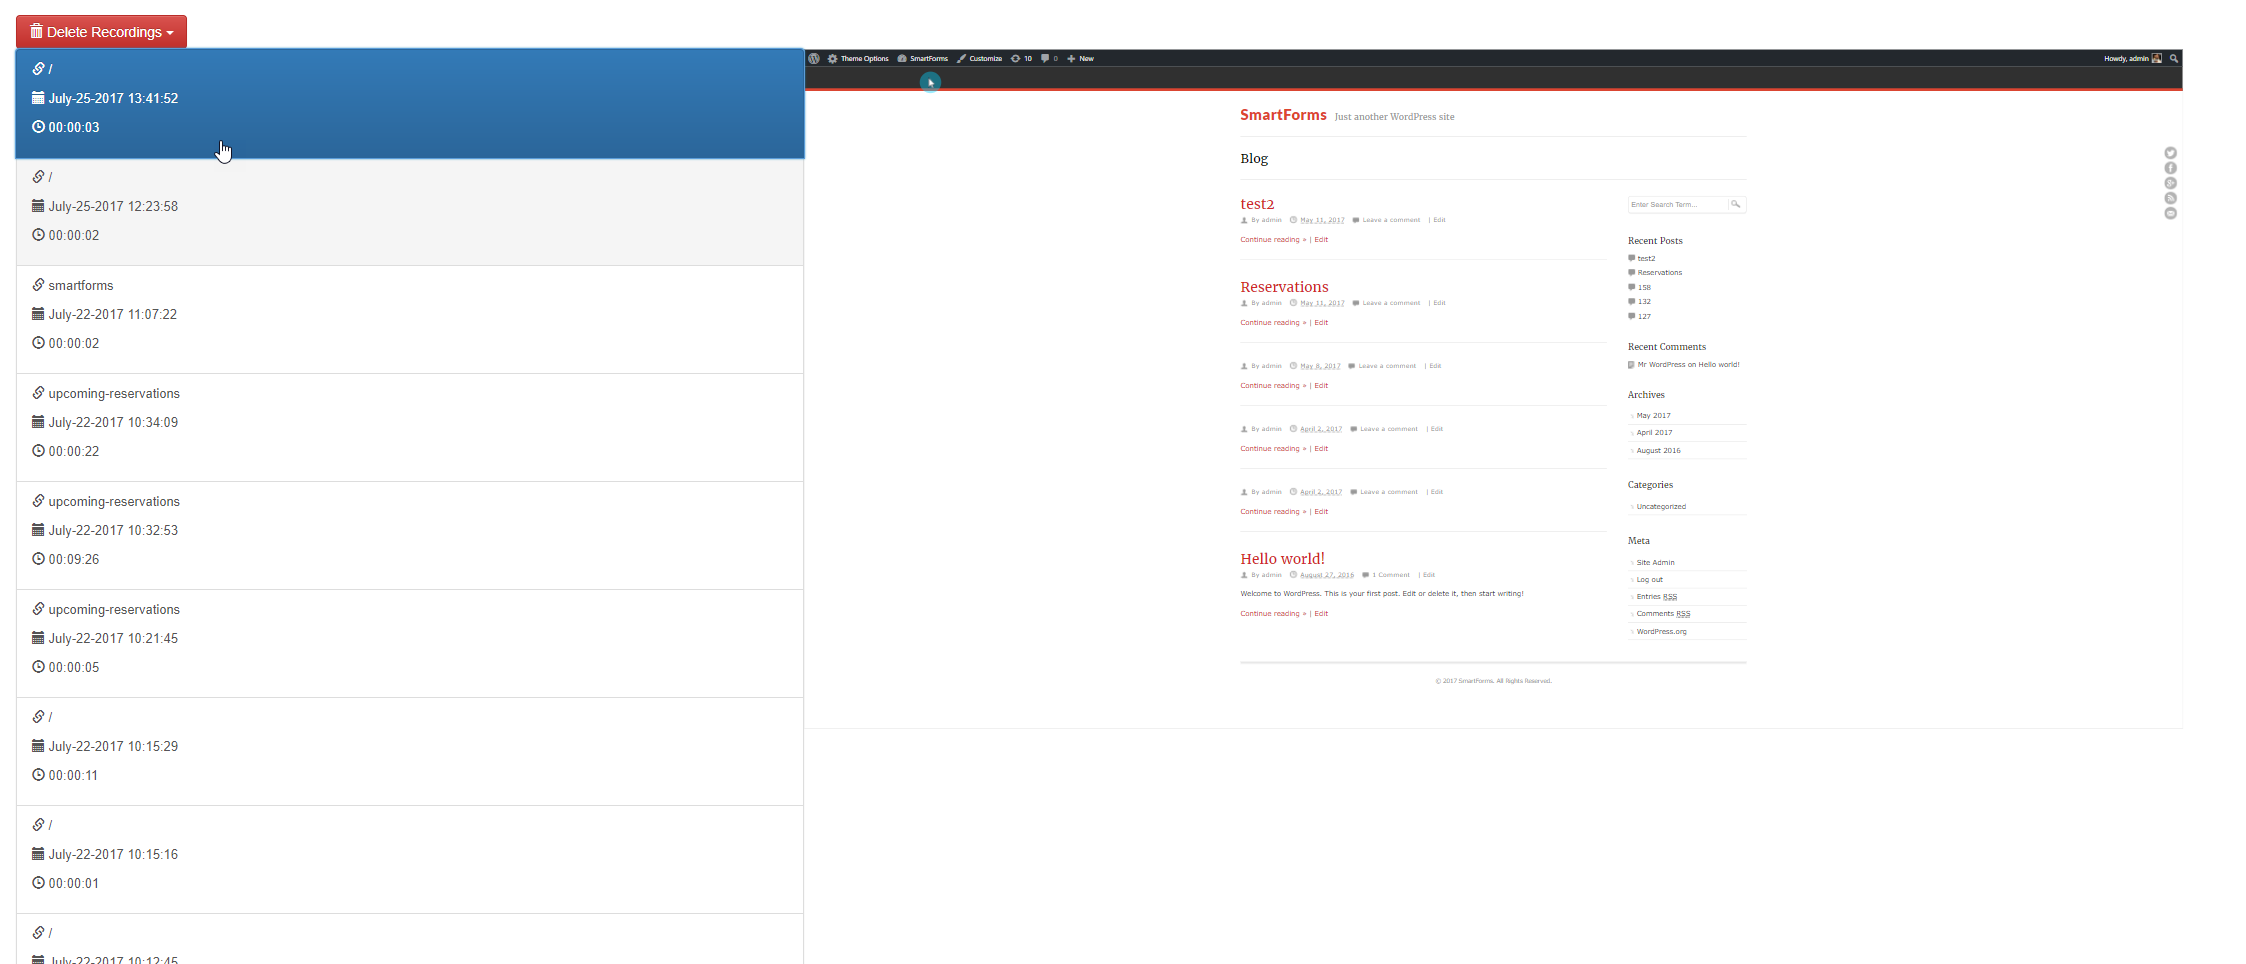 Delete Recordings
/
July-25-2017 13:41:52
00:00:03
/
July-25-2017 12:23:58
00:00:02
smartforms
July-22-2017 11:07:22
00:00:02
upcoming-reservations
July-22-2017 10:34:09
00:00:22
upcoming-reservations
July-22-2017 10:32:53
00:09:26
upcoming-reservations
July-22-2017 10:21:45
00:00:05
/
July-22-2017 10:15:29
00:00:11
/
July-22-2017 10:15:16
00:00:01
/
July-22-2017 10:12:45
Theme Options SmartForms Customize 10 0 New Howdy, admin
SmartForms Just another WordPress site
Blog
test2
By admin May 11, 2017 Leave a comment | Edit
Continue reading » | Edit
Reservations
By admin May 11, 2017 Leave a comment | Edit
Continue reading » | Edit
By admin May 8, 2017 Leave a comment | Edit
Continue reading » | Edit
By admin April 2, 2017 Leave a comment | Edit
Continue reading » | Edit
By admin April 2, 2017 Leave a comment | Edit
Continue reading » | Edit
Hello world!
By admin August 27, 2016 1 Comment | Edit
Welcome to WordPress. This is your first post. Edit or delete it, then start writing!
Continue reading » | Edit
Enter Search Term...
Recent Posts
test2
Reservations
158
132
127
Recent Comments
Mr WordPress on Hello world!
Archives
May 2017
April 2017
August 2016
Categories
Uncategorized
Meta
Site Admin
Log out
Entries RSS
Comments RSS
WordPress.org
© 2017 SmartForms. All Rights Reserved.